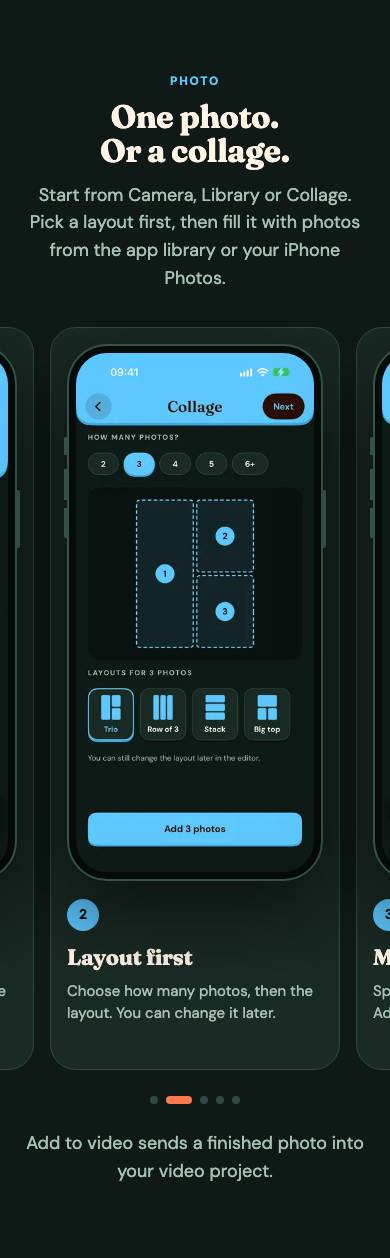 PHOTO
One photo.
Or a collage.
Start from Camera, Library or Collage.
Pick a layout first, then fill it with photos
from the app library or your iPhone
Photos.
09:41
Collage
Next
HOW MANY PHOTOS?
2
3
4
5
6+
1
2
3
LAYOUTS FOR 3 PHOTOS
Trio
Row of 3
Stack
Big top
You can still change the layout later in the editor.
Add 3 photos
2
Layout first
Choose how many photos, then the
layout. You can change it later.
e
3
M
Sp
Ad
Add to video sends a finished photo into
your video project.